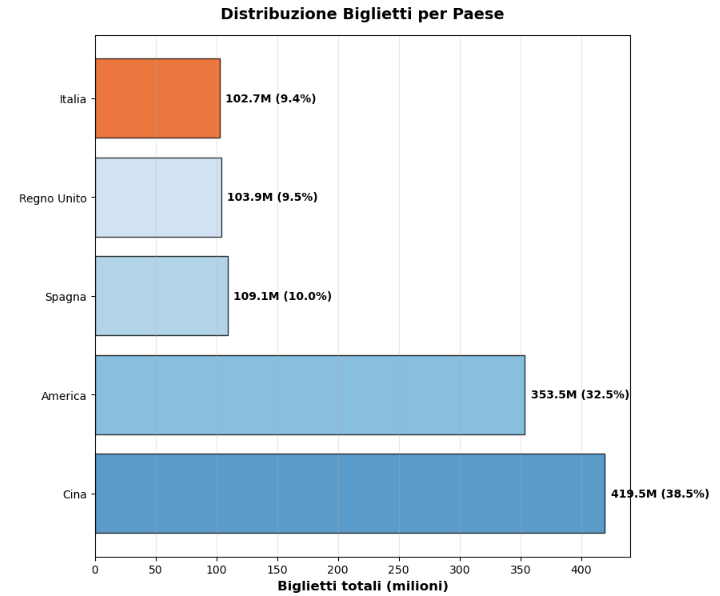 Distribuzione Biglietti per Paese
Italia
102.7M (9.4%)
Regno Unito
103.9M (9.5%)
Spagna
109.1M (10.0%)
America
353.5M (32.5%)
Cina
419.5M (38.5%)
0 50 100 150 200 250 300 350 400
Biglietti totali (milioni)